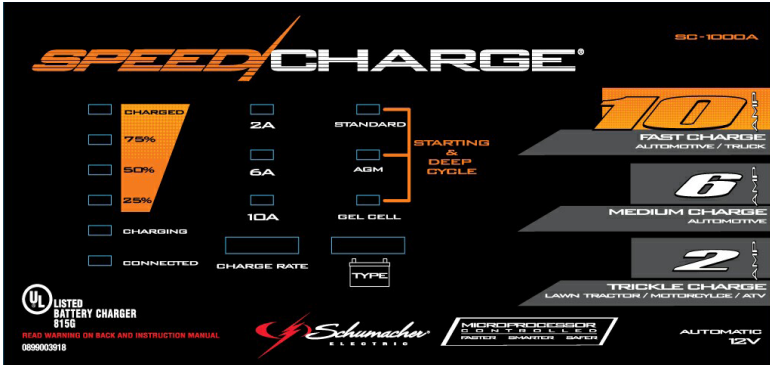 SC-1000A
SPEED/CHARGE®
CHARGED
75%
50%
25%
CHARGING
CONNECTED
2A
6A
10A
CHARGE RATE
STANDARD
AGM
GEL CELL
TYPE
STARTING
&
DEEP
CYCLE
10 AMP
FAST CHARGE
AUTOMOTIVE / TRUCK
6 AMP
MEDIUM CHARGE
AUTOMOTIVE
2 AMP
TRICKLE CHARGE
LAWN TRACTOR / MOTORCYLCE / ATV
UL LISTED
BATTERY CHARGER
815G
READ WARNING ON BACK AND INSTRUCTION MANUAL
0899003918
Schumacher®
ELECTRIC
MICROPROCESSOR
CONTROLLED
FASTER SMARTER SAFER
AUTOMATIC
12V